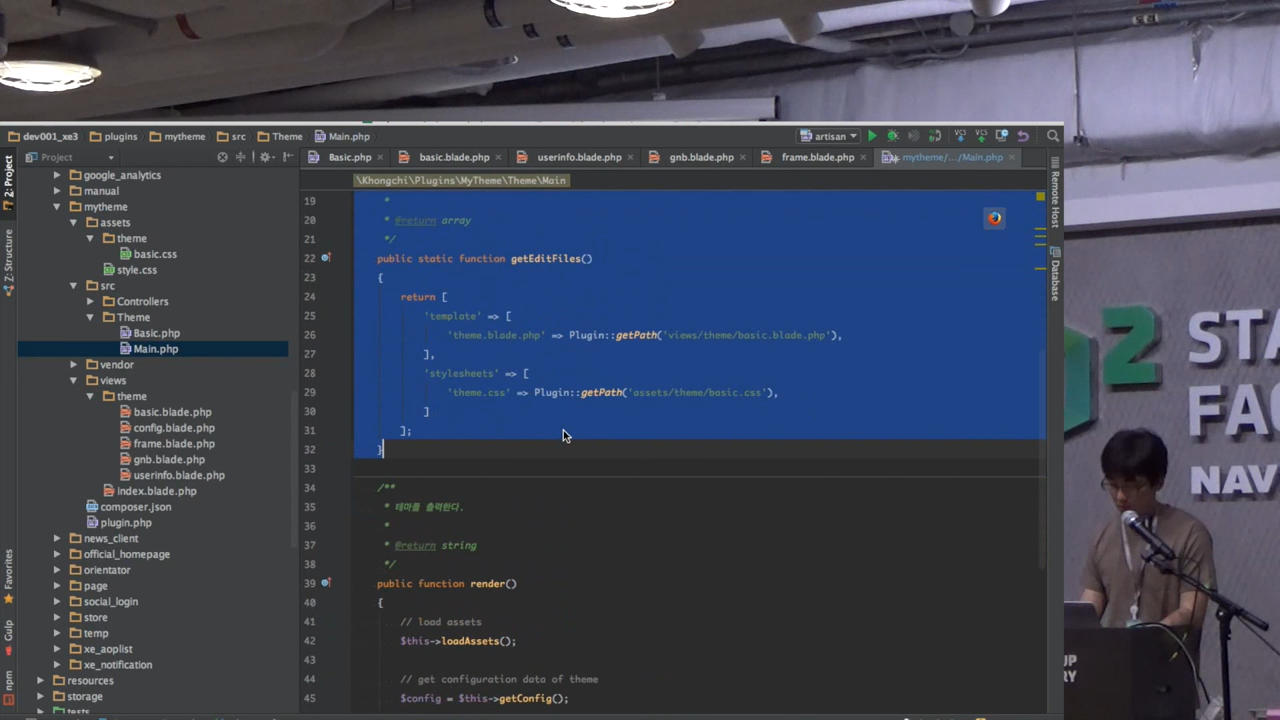 dev001_xe3 plugins mytheme src Theme Main.php artisan
Project
Basic.php basic.blade.php userinfo.blade.php gnb.blade.php frame.blade.php mytheme/.../Main.php
\Khongchi\Plugins\MyTheme\Theme\Main
google_analytics
manual
mytheme
assets
theme
basic.css
style.css
src
Controllers
Theme
Basic.php
Main.php
vendor
views
theme
basic.blade.php
config.blade.php
frame.blade.php
gnb.blade.php
userinfo.blade.php
index.blade.php
composer.json
plugin.php
news_client
official_homepage
orientator
page
social_login
store
temp
xe_aoplist
xe_notification
resources
storage
tests
Z: Project
Z: Structure
Favorites
Gulp
npm
19 *
20 * @return array
21 */
22 public static function getEditFiles()
23 {
24 return [
25 'template' => [
26 'theme.blade.php' => Plugin::getPath('views/theme/basic.blade.php'),
27 ],
28 'stylesheets' => [
29 'theme.css' => Plugin::getPath('assets/theme/basic.css'),
30 ]
31 ];
32 }
33
34 /**
35 * 테마를 출력한다.
36 *
37 * @return string
38 */
39 public function render()
40 {
41 // load assets
42 $this->loadAssets();
43
44 // get configuration data of theme
45 $config = $this->getConfig();
Remote Host
Database
2 STA
FAC
NAV
UP
RY